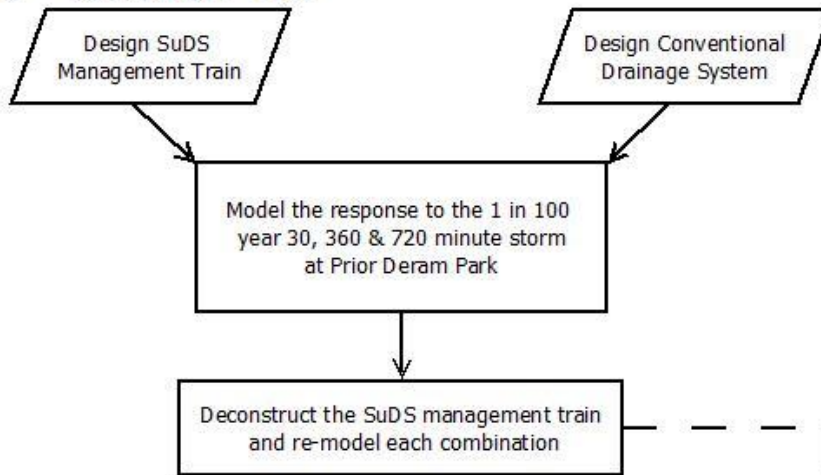 Design SuDS
Management Train
Design Conventional
Drainage System
Model the response to the 1 in 100
year 30, 360 & 720 minute storm
at Prior Deram Park
Deconstruct the SuDS management train
and re-model each combination